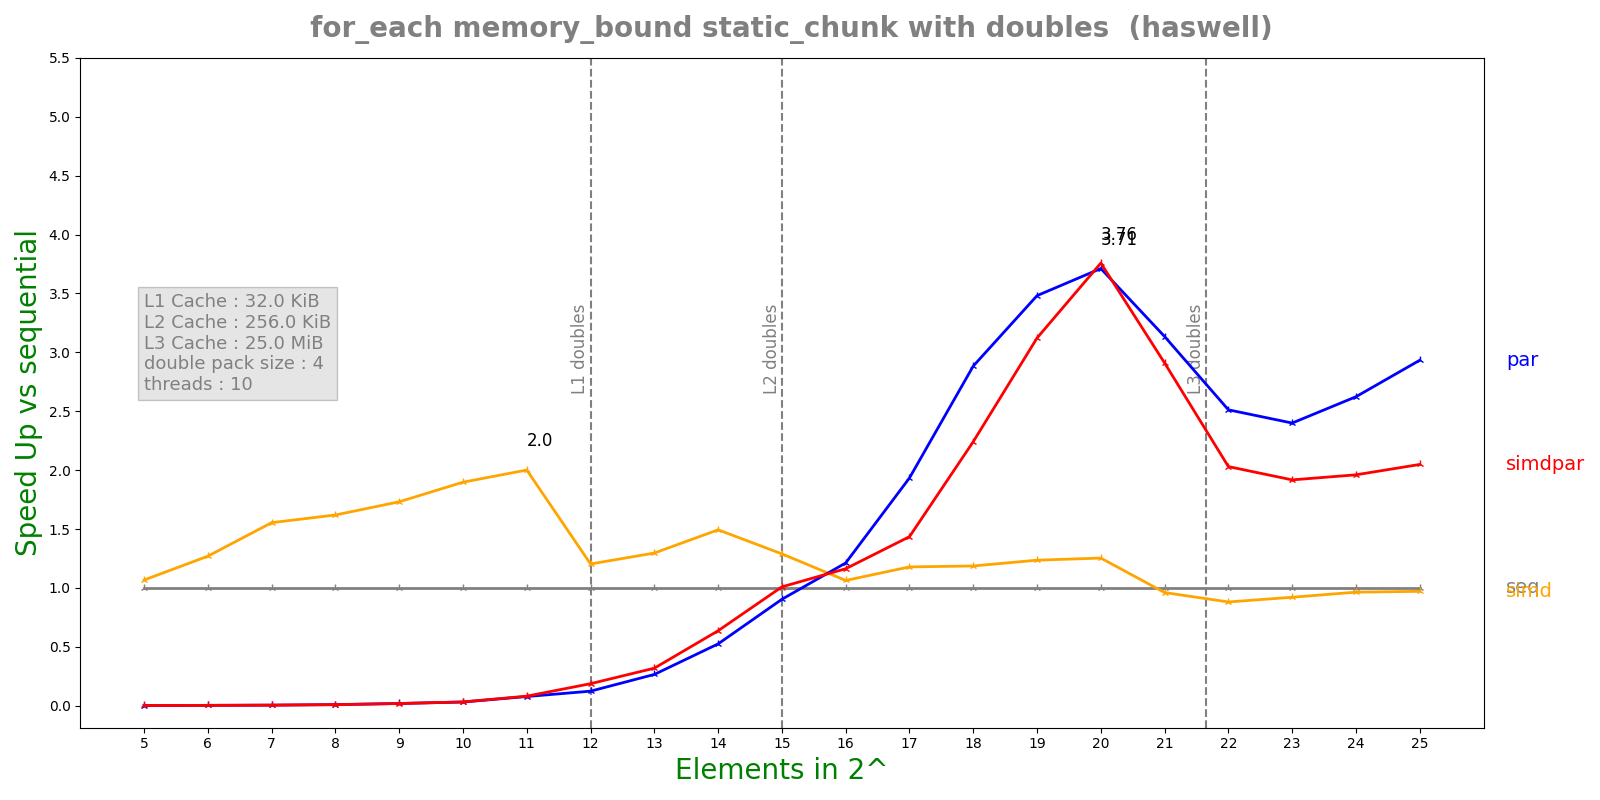 for_each memory_bound static_chunk with doubles (haswell)
Speed Up vs sequential
5.5
5.0
4.5
4.0
3.5
3.0
2.5
2.0
1.5
1.0
0.5
0.0
L1 Cache : 32.0 KiB
L2 Cache : 256.0 KiB
L3 Cache : 25.0 MiB
double pack size : 4
threads : 10
2.0
3.76
3.71
L1 doubles
L2 doubles
L3 doubles
par
simdpar
seq
simd
5 6 7 8 9 10 11 12 13 14 15 16 17 18 19 20 21 22 23 24 25
Elements in 2^